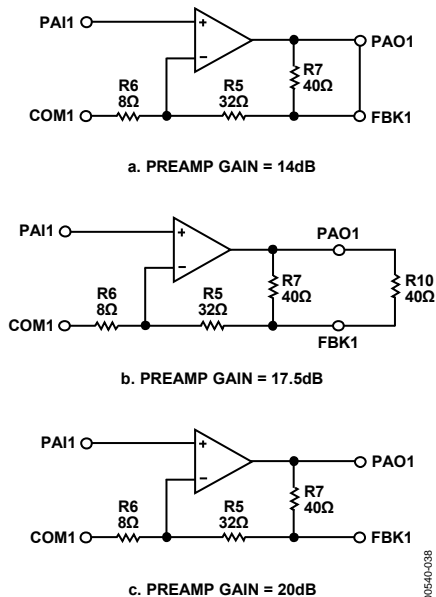 PAI1
+
–
PAO1
R6
8Ω
R5
32Ω
R7
40Ω
COM1
FBK1
a. PREAMP GAIN = 14dB
PAI1
+
–
PAO1
R6
8Ω
R5
32Ω
R7
40Ω
R10
40Ω
COM1
FBK1
b. PREAMP GAIN = 17.5dB
PAI1
+
–
PAO1
R6
8Ω
R5
32Ω
R7
40Ω
COM1
FBK1
c. PREAMP GAIN = 20dB
00540-038